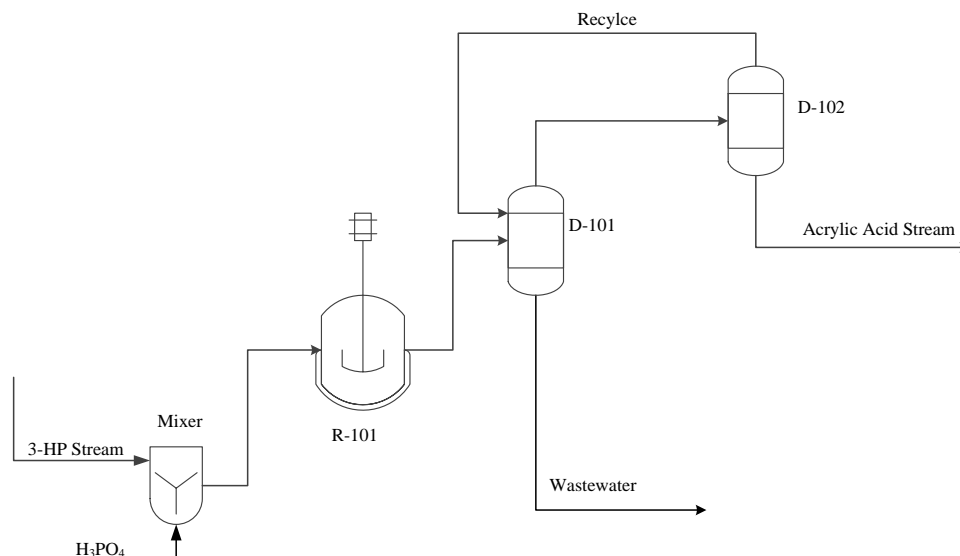 Recylce
D-102
D-101
Acrylic Acid Stream
Mixer
R-101
3-HP Stream
Wastewater
H₃PO₄